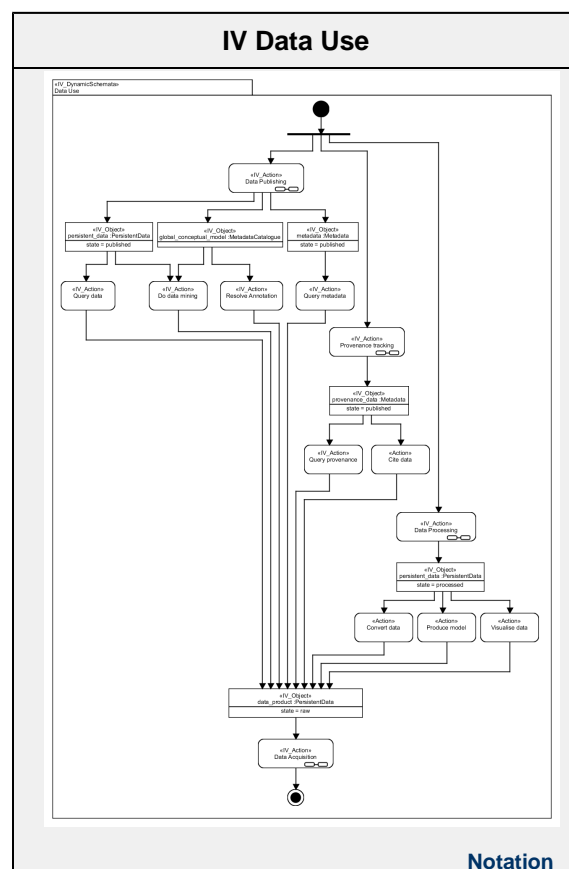 IV Data Use
«IV_DynamicSchemata»
Data Use
«IV_Action»
Data Publishing
«IV_Object»
persistent_data :PersistentData
state = published
«IV_Object»
global_conceptual_model :MetadataCatalogue
«IV_Object»
metadata :Metadata
state = published
«IV_Action»
Query data
«IV_Action»
Do data mining
«IV_Action»
Resolve Annotation
«IV_Action»
Query metadata
«IV_Action»
Provenance tracking
«IV_Object»
provenance_data :Metadata
state = published
«IV_Action»
Query provenance
«Action»
Cite data
«IV_Action»
Data Processing
«IV_Object»
persistent_data :PersistentData
state = processed
«Action»
Convert data
«Action»
Produce model
«Action»
Visualise data
«IV_Object»
data_product :PersistentData
state = raw
«IV_Action»
Data Acquisition
Notation